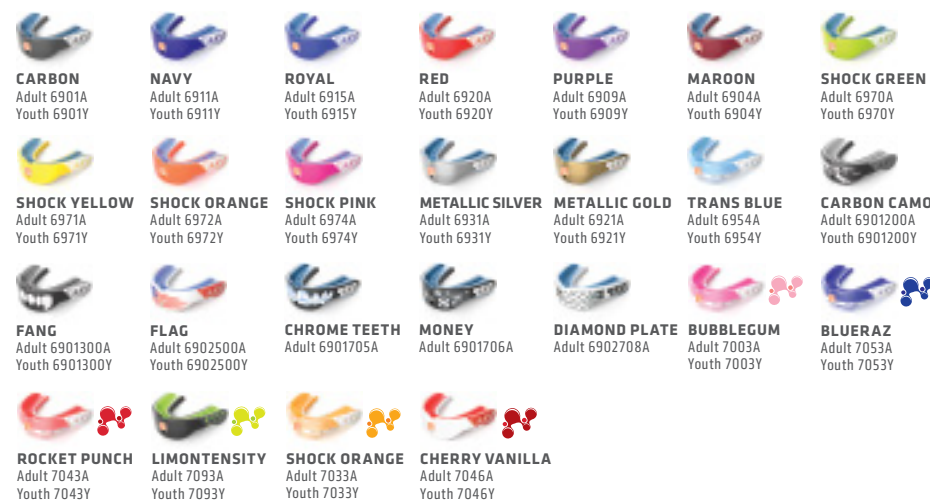 CARBON
Adult 6901A
Youth 6901Y
NAVY
Adult 6911A
Youth 6911Y
ROYAL
Adult 6915A
Youth 6915Y
RED
Adult 6920A
Youth 6920Y
PURPLE
Adult 6909A
Youth 6909Y
MAROON
Adult 6904A
Youth 6904Y
SHOCK GREEN
Adult 6970A
Youth 6970Y
SHOCK YELLOW
Adult 6971A
Youth 6971Y
SHOCK ORANGE
Adult 6972A
Youth 6972Y
SHOCK PINK
Adult 6974A
Youth 6974Y
METALLIC SILVER
Adult 6931A
Youth 6931Y
METALLIC GOLD
Adult 6921A
Youth 6921Y
TRANS BLUE
Adult 6954A
Youth 6954Y
CARBON CAMO
Adult 6901200A
Youth 6901200Y
FANG
Adult 6901300A
Youth 6901300Y
FLAG
Adult 6902500A
Youth 6902500Y
CHROME TEETH
Adult 6901705A
MONEY
Adult 6901706A
DIAMOND PLATE
Adult 6902708A
BUBBLEGUM
Adult 7003A
Youth 7003Y
BLUERAZ
Adult 7053A
Youth 7053Y
ROCKET PUNCH
Adult 7043A
Youth 7043Y
LIMONTENSITY
Adult 7093A
Youth 7093Y
SHOCK ORANGE
Adult 7033A
Youth 7033Y
CHERRY VANILLA
Adult 7046A
Youth 7046Y